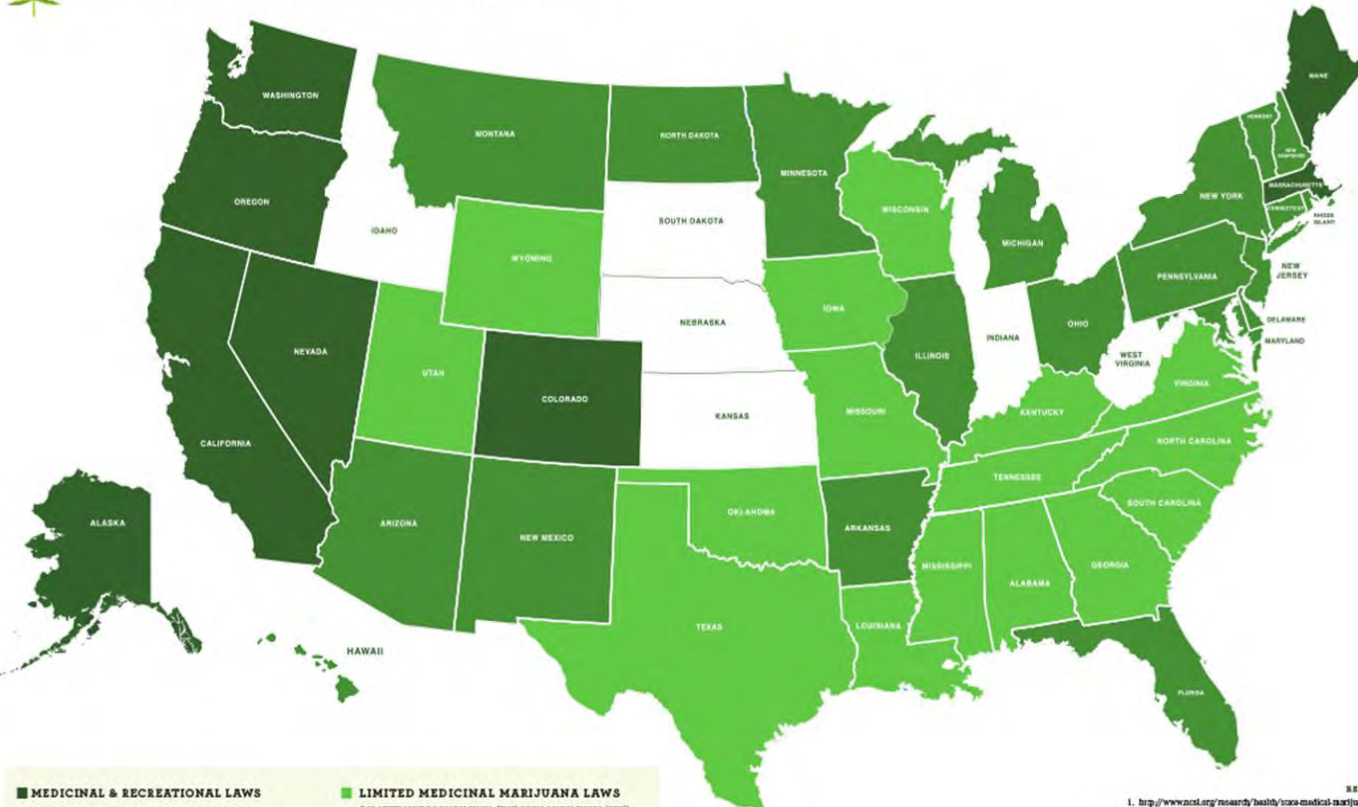 MAINE
WASHINGTON
MONTANA
NORTH DAKOTA
MINNESOTA
VERMONT
NEW
HAMPSHIRE
MASSACHUSETTS
NEW YORK
CONNECTICUT
RHODE
ISLAND
OREGON
IDAHO
SOUTH DAKOTA
WISCONSIN
MICHIGAN
WYOMING
PENNSYLVANIA
NEW
JERSEY
IOWA
NEBRASKA
OHIO
DELAWARE
MARYLAND
NEVADA
ILLINOIS
INDIANA
WEST
VIRGINIA
UTAH
COLORADO
VIRGINIA
KANSAS
MISSOURI
KENTUCKY
CALIFORNIA
NORTH CAROLINA
TENNESSEE
SOUTH CAROLINA
ALASKA
ARIZONA
OKLAHOMA
ARKANSAS
NEW MEXICO
MISSISSIPPI
ALABAMA
GEORGIA
TEXAS
LOUISIANA
HAWAII
FLORIDA
MEDICINAL & RECREATIONAL LAWS
LIMITED MEDICINAL MARIJUANA LAWS
1.